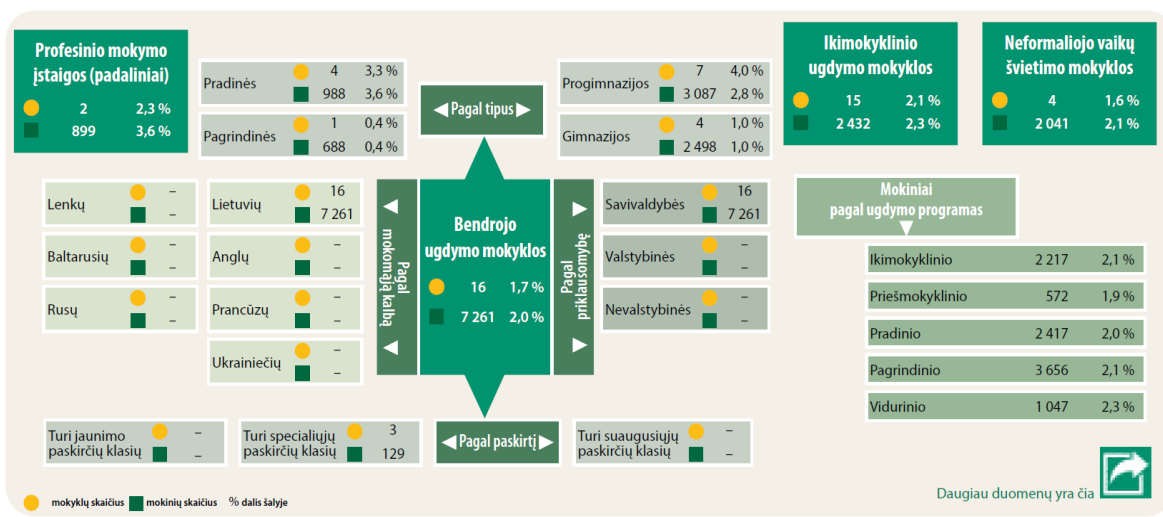 Profesinio mokymo
įstaigos (padaliniai)
2 2,3 %
899 3,6 %
Pradinės
4 3,3 %
988 3,6 %
Pagrindinės
1 0,4 %
688 0,4 %
Pagal tipus
Progimnazijos
7 4,0 %
3 087 2,8 %
Gimnazijos
4 1,0 %
2 498 1,0 %
Ikimokyklinio
ugdymo mokyklos
15 2,1 %
2 432 2,3 %
Neformaliojo vaikų
švietimo mokyklos
4 1,6 %
2 041 2,1 %
Lenkų
–
–
Lietuvių
16
7 261
Baltarusių
–
–
Anglų
–
–
Rusų
–
–
Prancūzų
–
–
Ukrainiečių
–
–
Pagal
mokomąją kalbą
Bendrojo
ugdymo mokyklos
16 1,7 %
7 261 2,0 %
Pagal
priklausomybę
Savivaldybės
16
7 261
Valstybinės
–
–
Nevalstybinės
–
–
Mokiniai
pagal ugdymo programas
Ikimokyklinio 2 217 2,1 %
Priešmokyklinio 572 1,9 %
Pradinio 2 417 2,0 %
Pagrindinio 3 656 2,1 %
Vidurinio 1 047 2,3 %
Turi jaunimo
paskirčių klasių
–
–
Turi specialiųjų
paskirčių klasių
3
129
Pagal paskirtį
Turi suaugusiųjų
paskirčių klasių
–
–
mokyklų skaičius mokinių skaičius % dalis šalyje
Daugiau duomenų yra čia